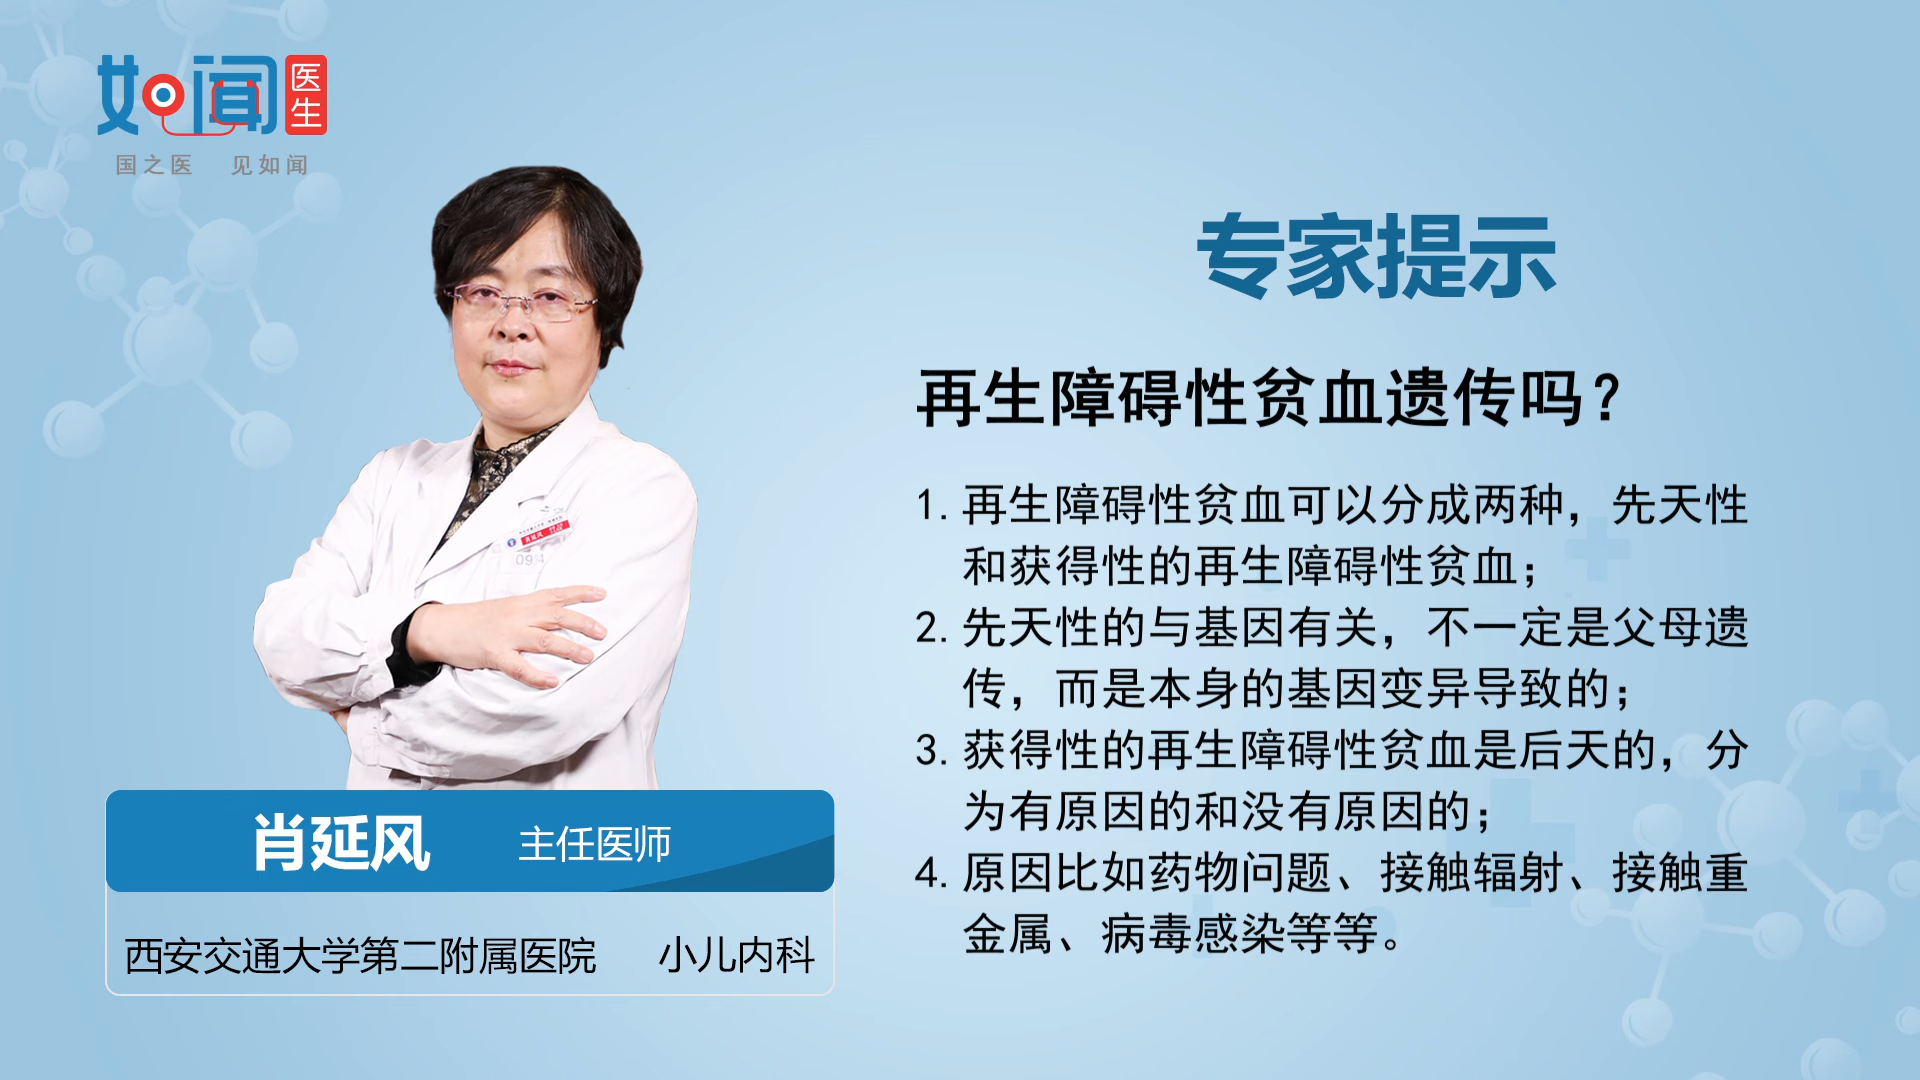 如闻医生
国之医 见如闻
专家提示
再生障碍性贫血遗传吗？
1. 再生障碍性贫血可以分成两种，先天性
和获得性的再生障碍性贫血；
2. 先天性的与基因有关，不一定是父母遗
传，而是本身的基因变异导致的；
3. 获得性的再生障碍性贫血是后天的，分
为有原因的和没有原因的；
4. 原因比如药物问题、接触辐射、接触重
金属、病毒感染等等。
肖延风
0914
肖延风 主任医师
西安交通大学第二附属医院 小儿内科